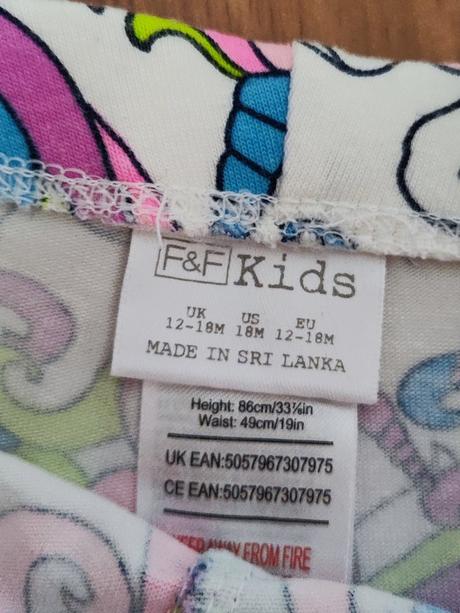 F&F Kids
UK US EU
12-18M 18M 12-18M
MADE IN SRI LANKA
Height: 86cm/33⅞in
Waist: 49cm/19in
UK EAN:5057967307975
CE EAN:5057967307975
KEEP AWAY FROM FIRE